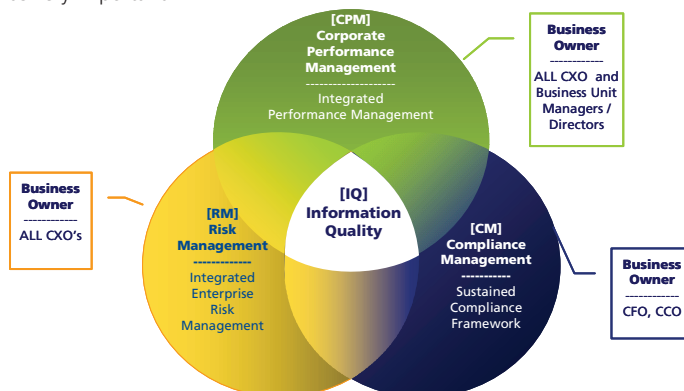 [CPM]
Corporate
Performance
Management
--------------------
Integrated
Performance Management
Business
Owner
------------
ALL CXO and
Business Unit
Managers /
Directors
Business
Owner
------------
ALL CXO's
[RM]
Risk
Management
-------------
Integrated
Enterprise
Risk
Management
[IQ]
Information
Quality
[CM]
Compliance
Management
-----------
Sustained
Compliance
Framework
Business
Owner
------------
CFO, CCO